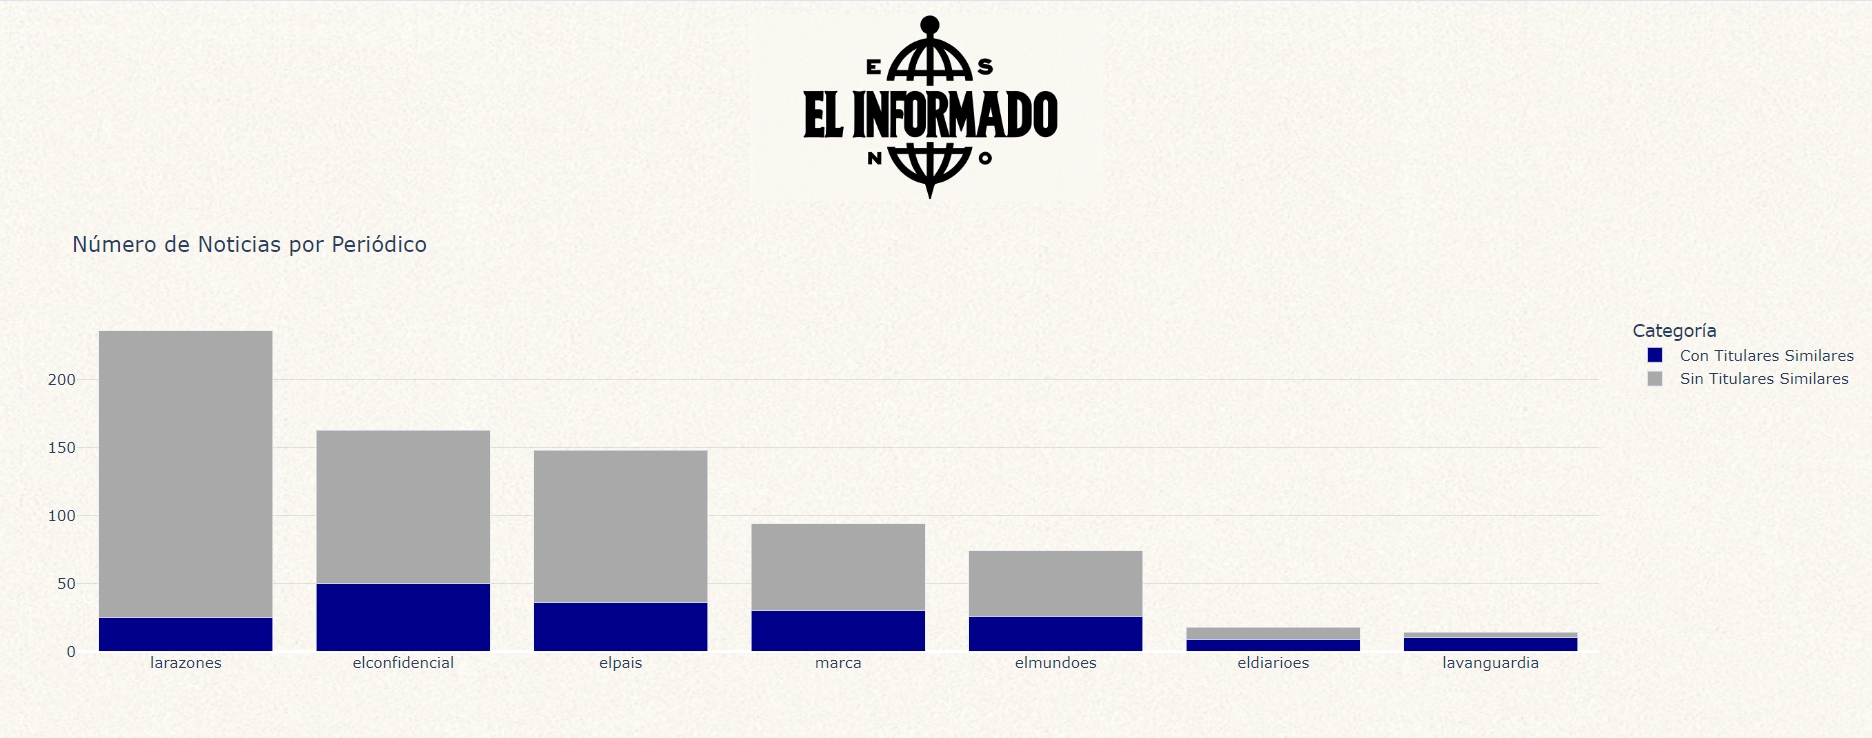 E S
EL INFORMADO
N O
Número de Noticias por Periódico
Categoría
Con Titulares Similares
Sin Titulares Similares
200
150
100
50
0
larazones elconfidencial elpais marca elmundoes eldiarioes lavanguardia